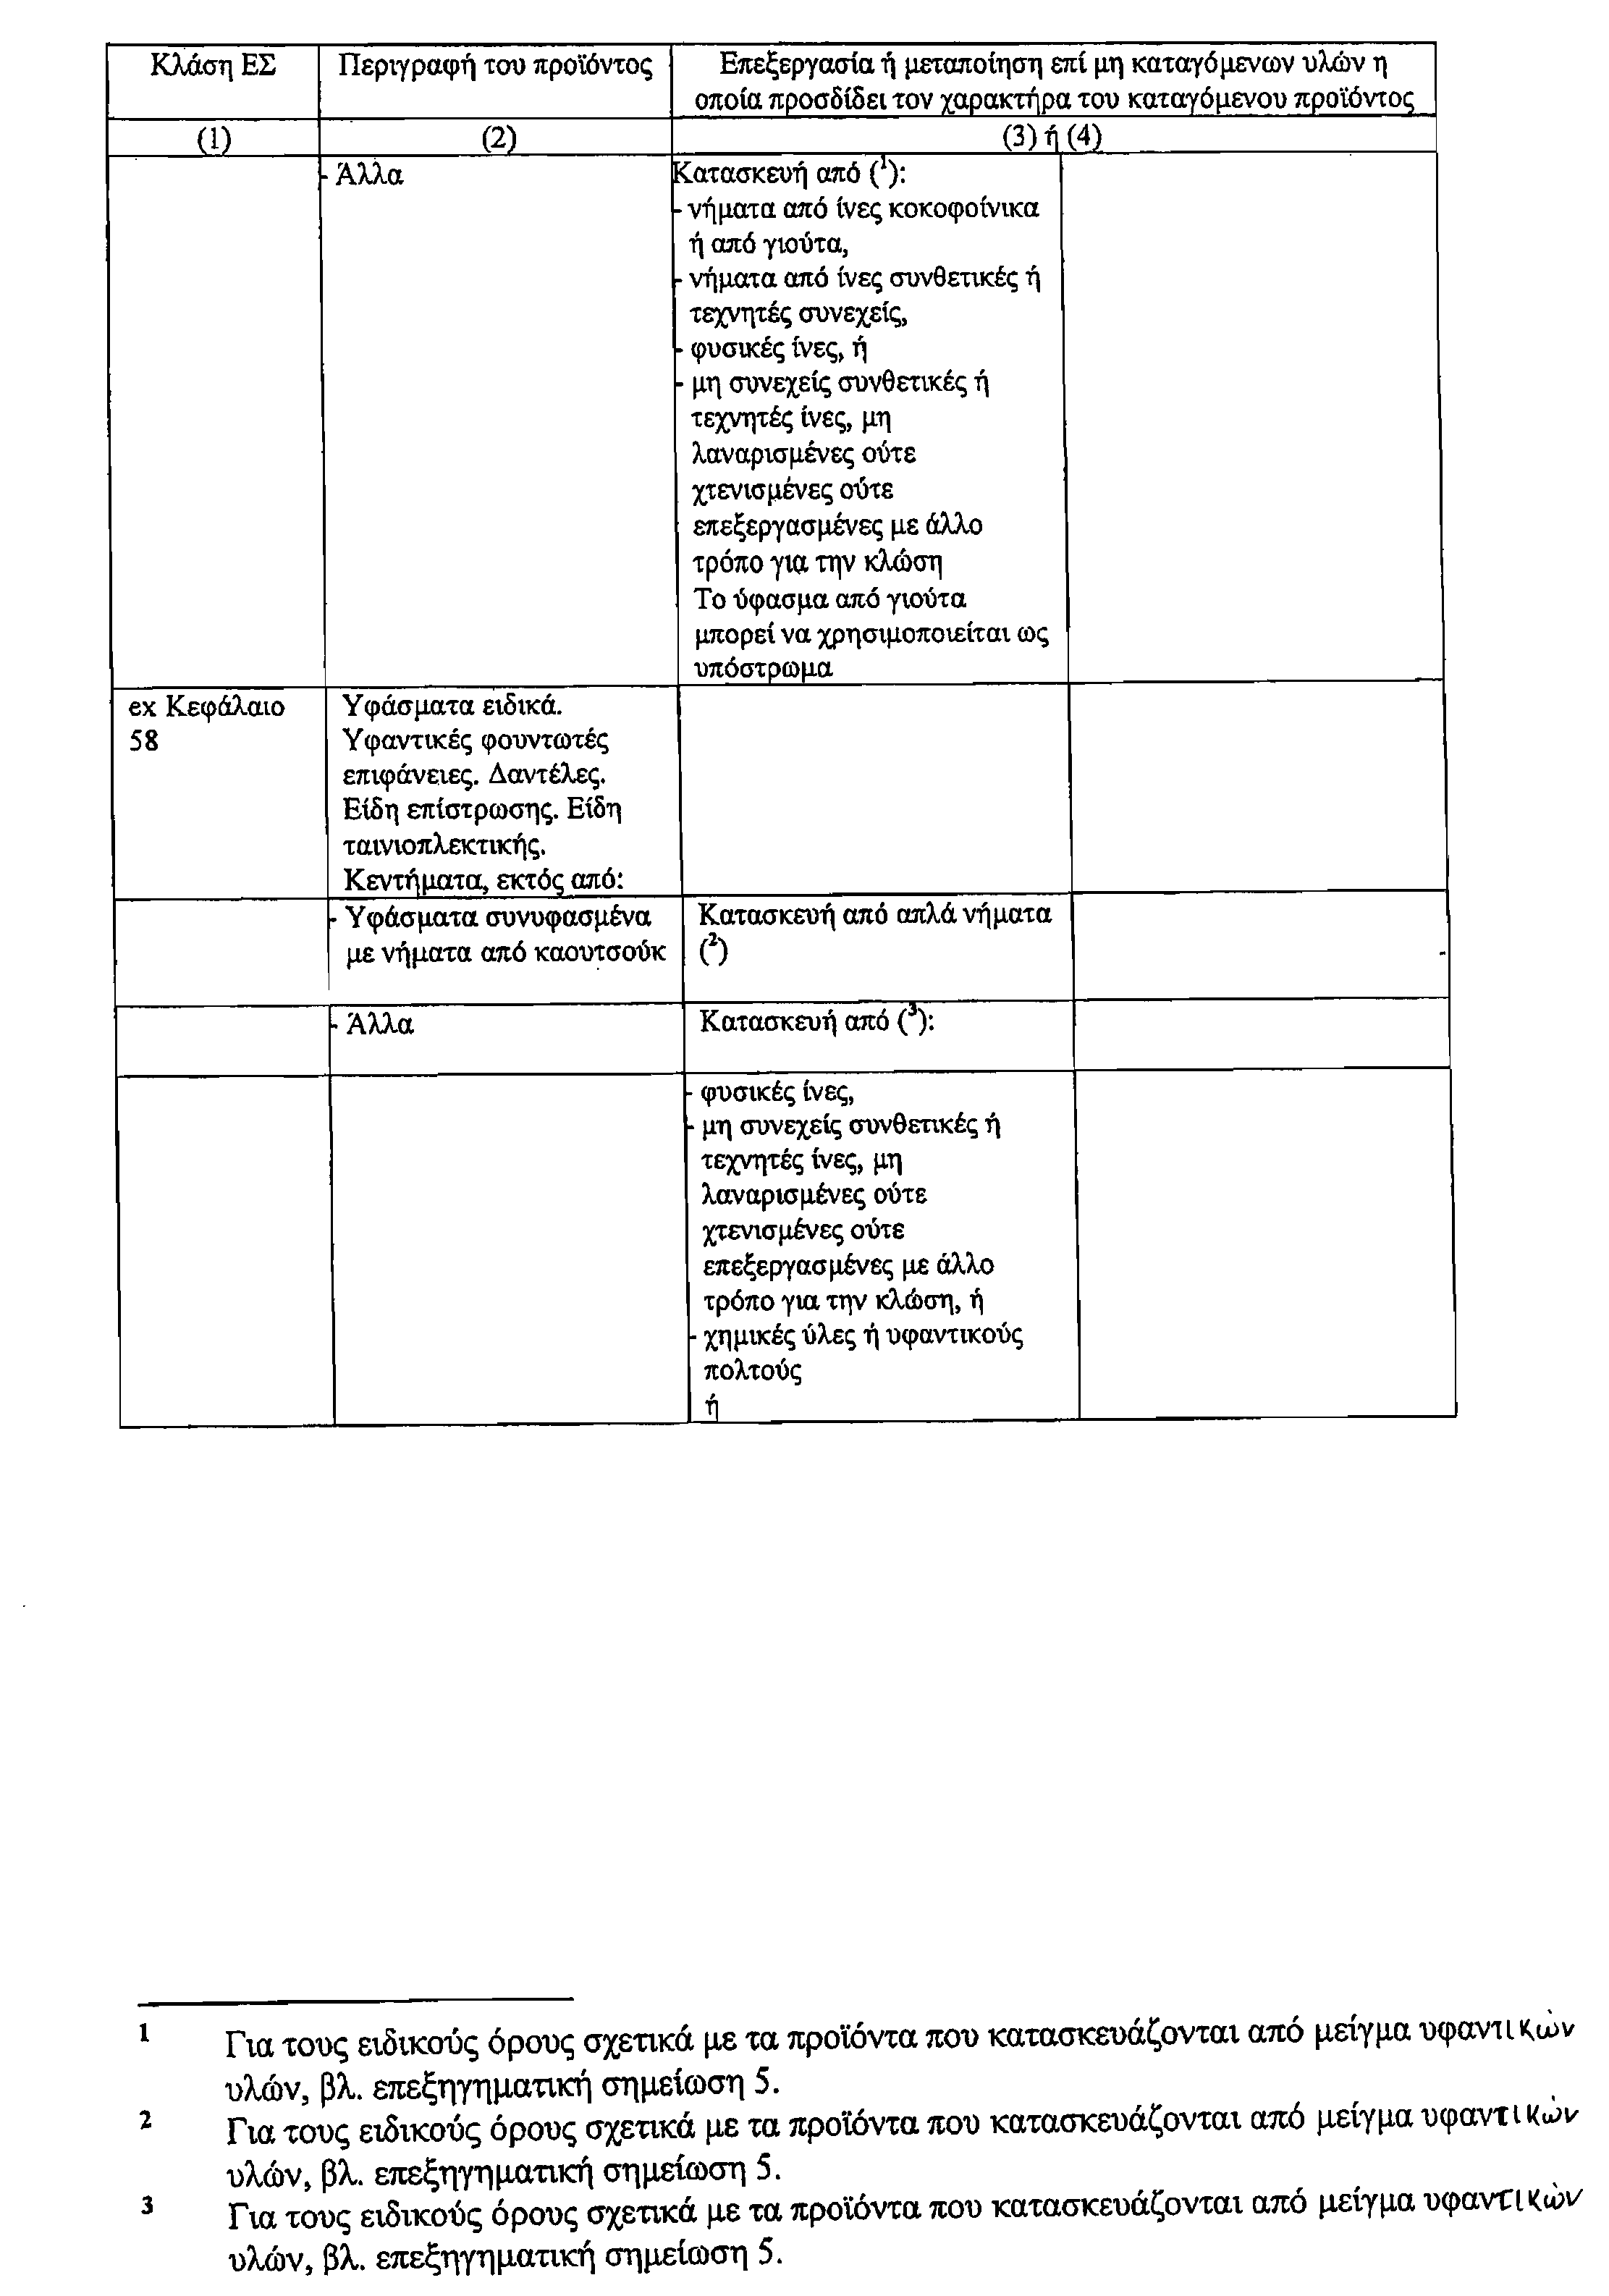 Κλάση ΕΣ
Περιγραφή του προϊόντος
Επεξεργασία ή μεταποίηση επί μη καταγόμενων υλών η
οποία προσδίδει τον χαρακτήρα του καταγόμενου προϊόντος
(1)
(2)
(3) ή (4)
- Άλλα
Κατασκευή από (¹):
- νήματα από ίνες κοκοφοίνικα
ή από γιούτα,
- νήματα από ίνες συνθετικές ή
τεχνητές συνεχείς,
- φυσικές ίνες, ή
- μη συνεχείς συνθετικές ή
τεχνητές ίνες, μη
λαναρισμένες ούτε
χτενισμένες ούτε
επεξεργασμένες με άλλο
τρόπο για την κλώση
Το ύφασμα από γιούτα
μπορεί να χρησιμοποιείται ως
υπόστρωμα
ex Κεφάλαιο
58
Υφάσματα ειδικά.
Υφαντικές φουντωτές
επιφάνειες. Δαντέλες.
Είδη επίστρωσης. Είδη
ταινιοπλεκτικής.
Κεντήματα, εκτός από:
- Υφάσματα συνυφασμένα
με νήματα από καουτσούκ
Κατασκευή από απλά νήματα
(²)
- Άλλα
Κατασκευή από (³):
- φυσικές ίνες,
- μη συνεχείς συνθετικές ή
τεχνητές ίνες, μη
λαναρισμένες ούτε
χτενισμένες ούτε
επεξεργασμένες με άλλο
τρόπο για την κλώση, ή
- χημικές ύλες ή υφαντικούς
πολτούς
ή
1 Για τους ειδικούς όρους σχετικά με τα προϊόντα που κατασκευάζονται από μείγμα υφαντικών
υλών, βλ. επεξηγηματική σημείωση 5.
2 Για τους ειδικούς όρους σχετικά με τα προϊόντα που κατασκευάζονται από μείγμα υφαντικών
υλών, βλ. επεξηγηματική σημείωση 5.
3 Για τους ειδικούς όρους σχετικά με τα προϊόντα που κατασκευάζονται από μείγμα υφαντικών
υλών, βλ. επεξηγηματική σημείωση 5.